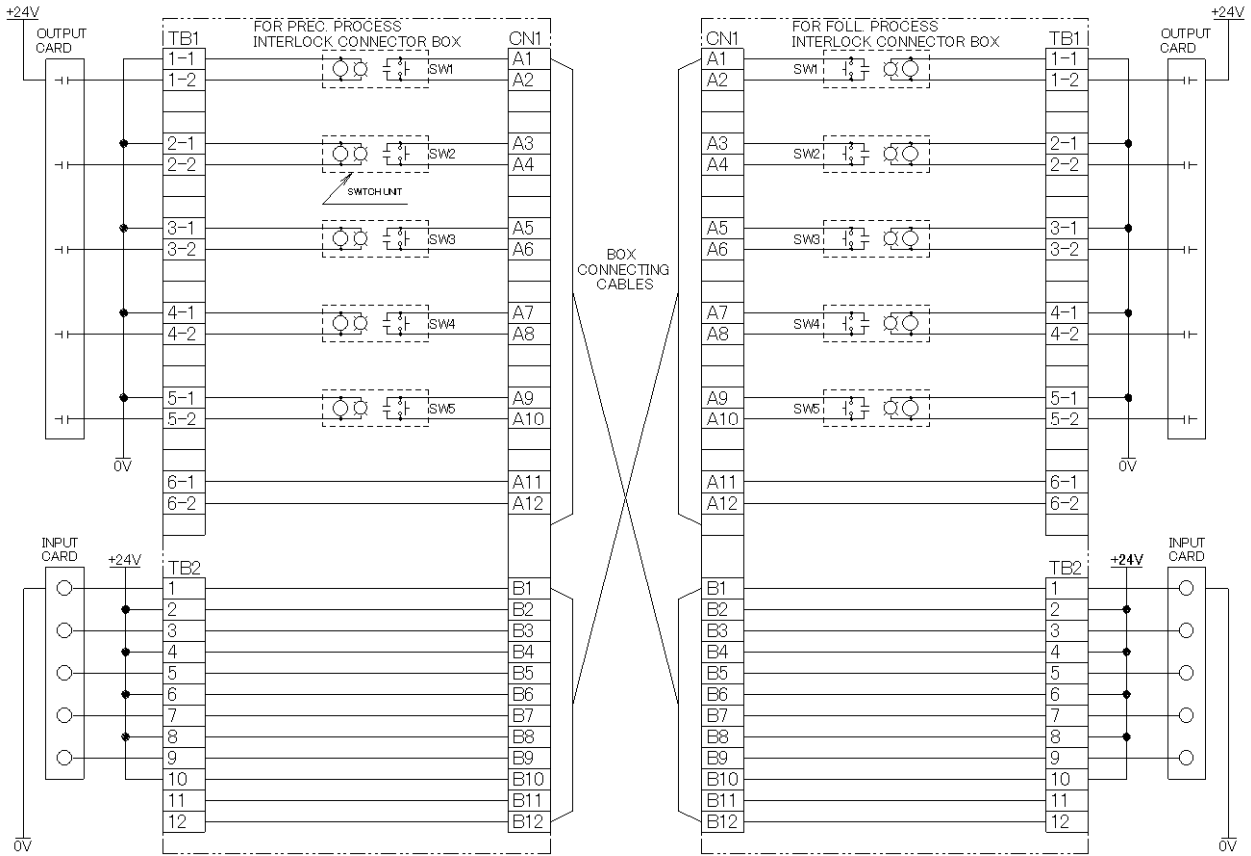 +24V
OUTPUT
CARD
FOR PREC. PROCESS
INTERLOCK CONNECTOR BOX
TB1
CN1
1-1
1-2
2-1
2-2
3-1
3-2
4-1
4-2
5-1
5-2
6-1
6-2
SW1
SW2
SWITCH UNIT
SW3
SW4
SW5
A1
A2
A3
A4
A5
A6
A7
A8
A9
A10
A11
A12
0V
INPUT
CARD
+24V
TB2
1
2
3
4
5
6
7
8
9
10
11
12
B1
B2
B3
B4
B5
B6
B7
B8
B9
B10
B11
B12
0V
BOX
CONNECTING
CABLES
FOR FOLL. PROCESS
INTERLOCK CONNECTOR BOX
CN1
TB1
+24V
OUTPUT
CARD
A1
A2
A3
A4
A5
A6
A7
A8
A9
A10
A11
A12
SW1
SW2
SW3
SW4
SW5
1-1
1-2
2-1
2-2
3-1
3-2
4-1
4-2
5-1
5-2
6-1
6-2
0V
B1
B2
B3
B4
B5
B6
B7
B8
B9
B10
B11
B12
TB2
1
2
3
4
5
6
7
8
9
10
11
12
+24V
INPUT
CARD
0V